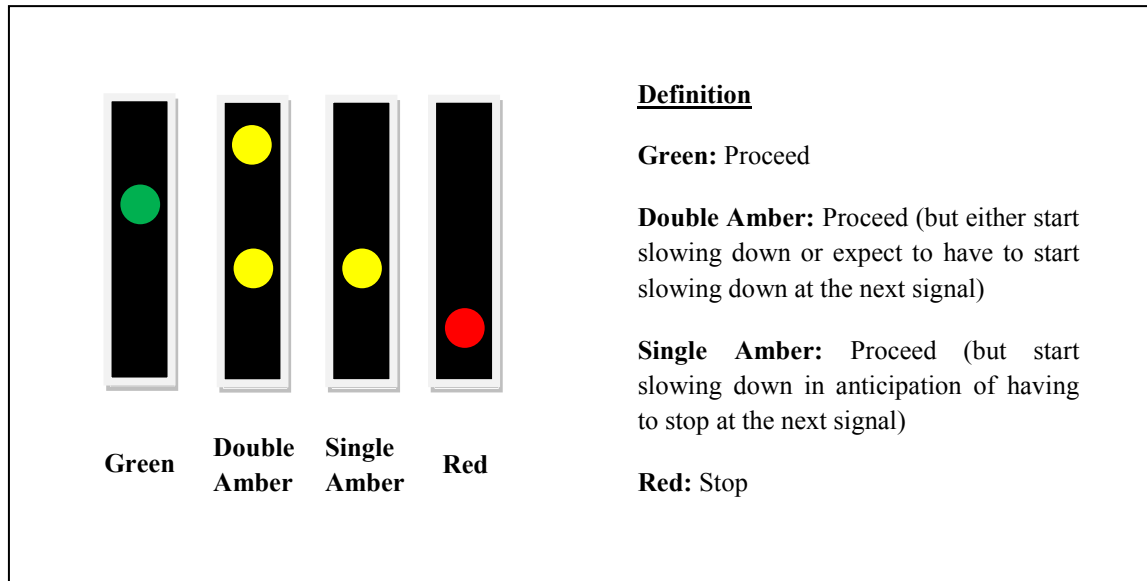 Definition
Green: Proceed
Double Amber: Proceed (but either start
slowing down or expect to have to start
slowing down at the next signal)
Single Amber: Proceed (but start
slowing down in anticipation of having
to stop at the next signal)
Red: Stop
Green
Double
Amber
Single
Amber
Red